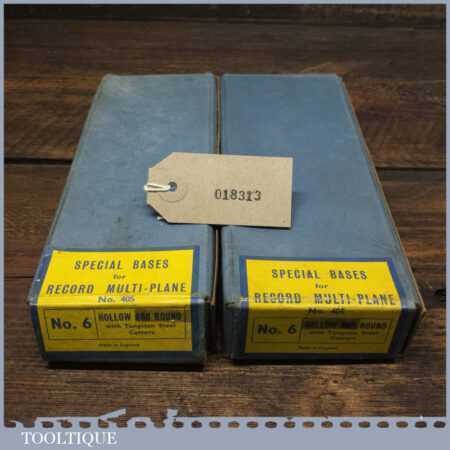 018313
SPECIAL BASES
for
RECORD MULTI-PLANE
No. 405
No. 6
HOLLOW AND ROUND
with Tungsten Steel
Cutters
Made in England
SPECIAL BASES
for
RECORD MULTI-PLANE
No. 405
No. 6
HOLLOW AND ROUND
with Tungsten Steel
Cutters
Made in England
TOOLTIQUE